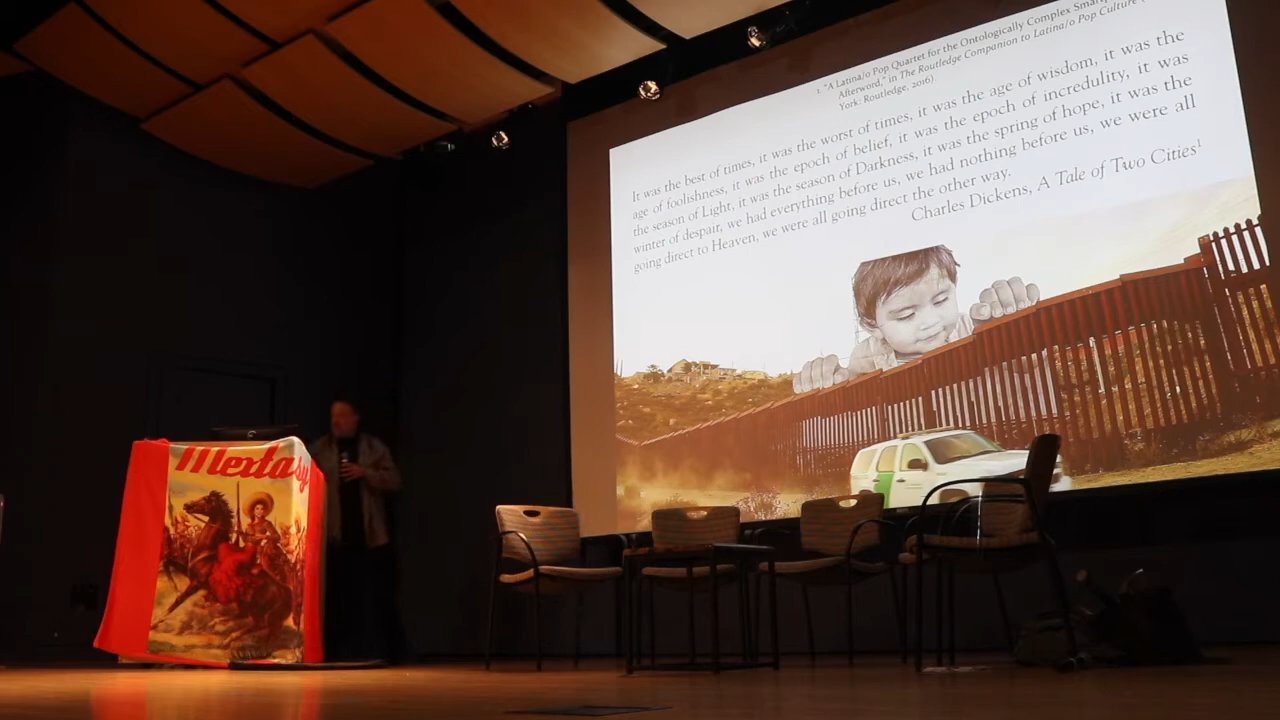 1. "A Latina/o Pop Quartet for the Ontologically Complex Smar
Afterword," in The Routledge Companion to Latina/o Pop Culture
York: Routledge, 2016).
It was the best of times, it was the worst of times, it was the age of wisdom, it was the
age of foolishness, it was the epoch of belief, it was the epoch of incredulity, it was
the season of Light, it was the season of Darkness, it was the spring of hope, it was the
winter of despair, we had everything before us, we had nothing before us, we were all
going direct to Heaven, we were all going direct the other way.
Charles Dickens, A Tale of Two Cities¹
Mextasy